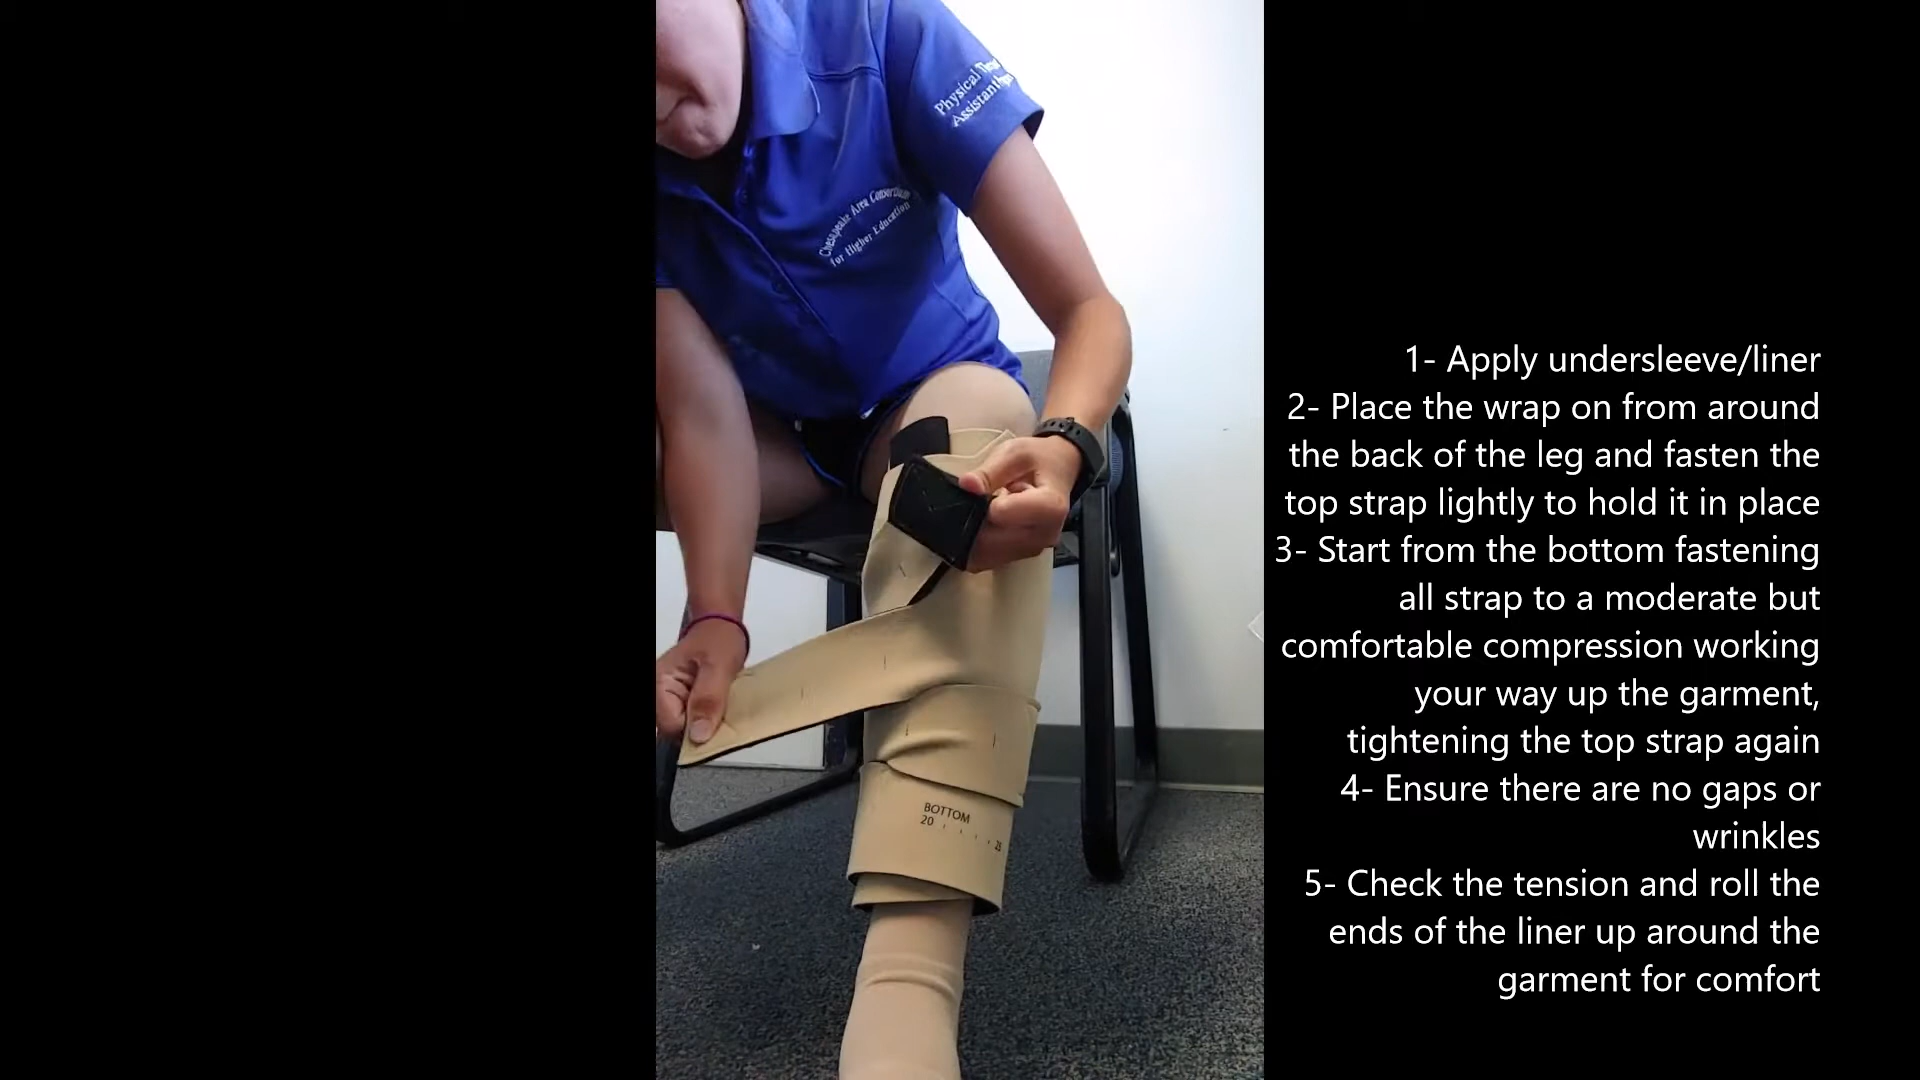 Physical
Assistant
Chesapeake Area Consortium
for Higher Education
BOTTOM
20
25
1- Apply undersleeve/liner
2- Place the wrap on from around
the back of the leg and fasten the
top strap lightly to hold it in place
3- Start from the bottom fastening
all strap to a moderate but
comfortable compression working
your way up the garment,
tightening the top strap again
4- Ensure there are no gaps or
wrinkles
5- Check the tension and roll the
ends of the liner up around the
garment for comfort